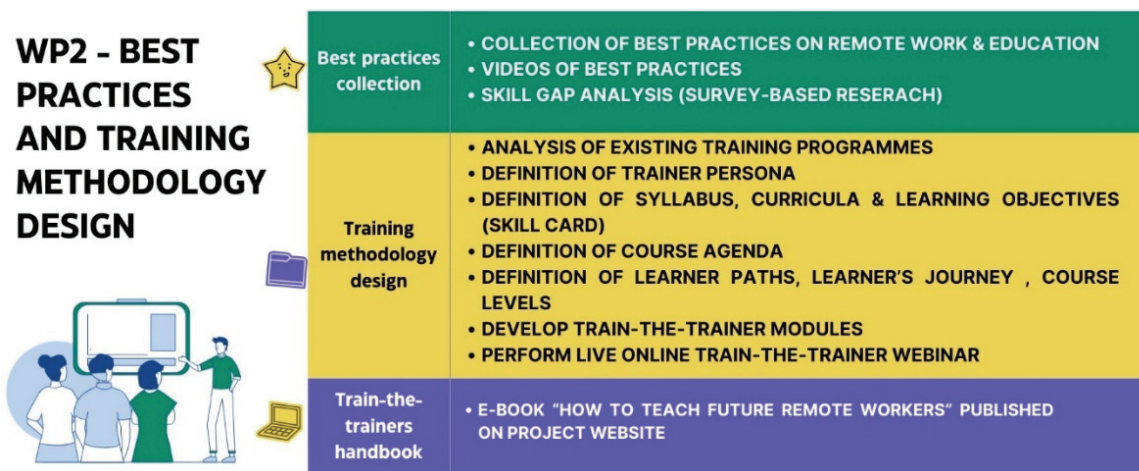 WP2 - BEST
PRACTICES
AND TRAINING
METHODOLOGY
DESIGN
Best practices
collection
• COLLECTION OF BEST PRACTICES ON REMOTE WORK & EDUCATION
• VIDEOS OF BEST PRACTICES
• SKILL GAP ANALYSIS (SURVEY-BASED RESERACH)
Training
methodology
design
• ANALYSIS OF EXISTING TRAINING PROGRAMMES
• DEFINITION OF TRAINER PERSONA
• DEFINITION OF SYLLABUS, CURRICULA & LEARNING OBJECTIVES
(SKILL CARD)
• DEFINITION OF COURSE AGENDA
• DEFINITION OF LEARNER PATHS, LEARNER'S JOURNEY , COURSE
LEVELS
• DEVELOP TRAIN-THE-TRAINER MODULES
• PERFORM LIVE ONLINE TRAIN-THE-TRAINER WEBINAR
Train-the-
trainers
handbook
• E-BOOK "HOW TO TEACH FUTURE REMOTE WORKERS" PUBLISHED
ON PROJECT WEBSITE